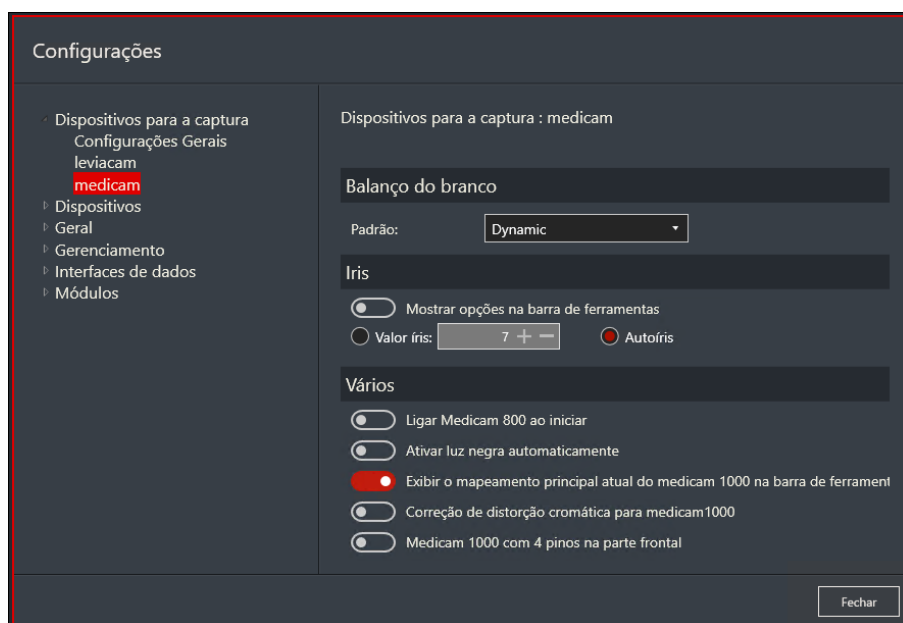 Configurações
Dispositivos para a captura
Configurações Gerais
leviacam
medicam
Dispositivos
Geral
Gerenciamento
Interfaces de dados
Módulos
Dispositivos para a captura : medicam
Balanço do branco
Padrão:
Dynamic
Iris
Mostrar opções na barra de ferramentas
Valor íris: 7 + − Autoíris
Vários
Ligar Medicam 800 ao iniciar
Ativar luz negra automaticamente
Exibir o mapeamento principal atual do medicam 1000 na barra de ferrament
Correção de distorção cromática para medicam1000
Medicam 1000 com 4 pinos na parte frontal
Fechar